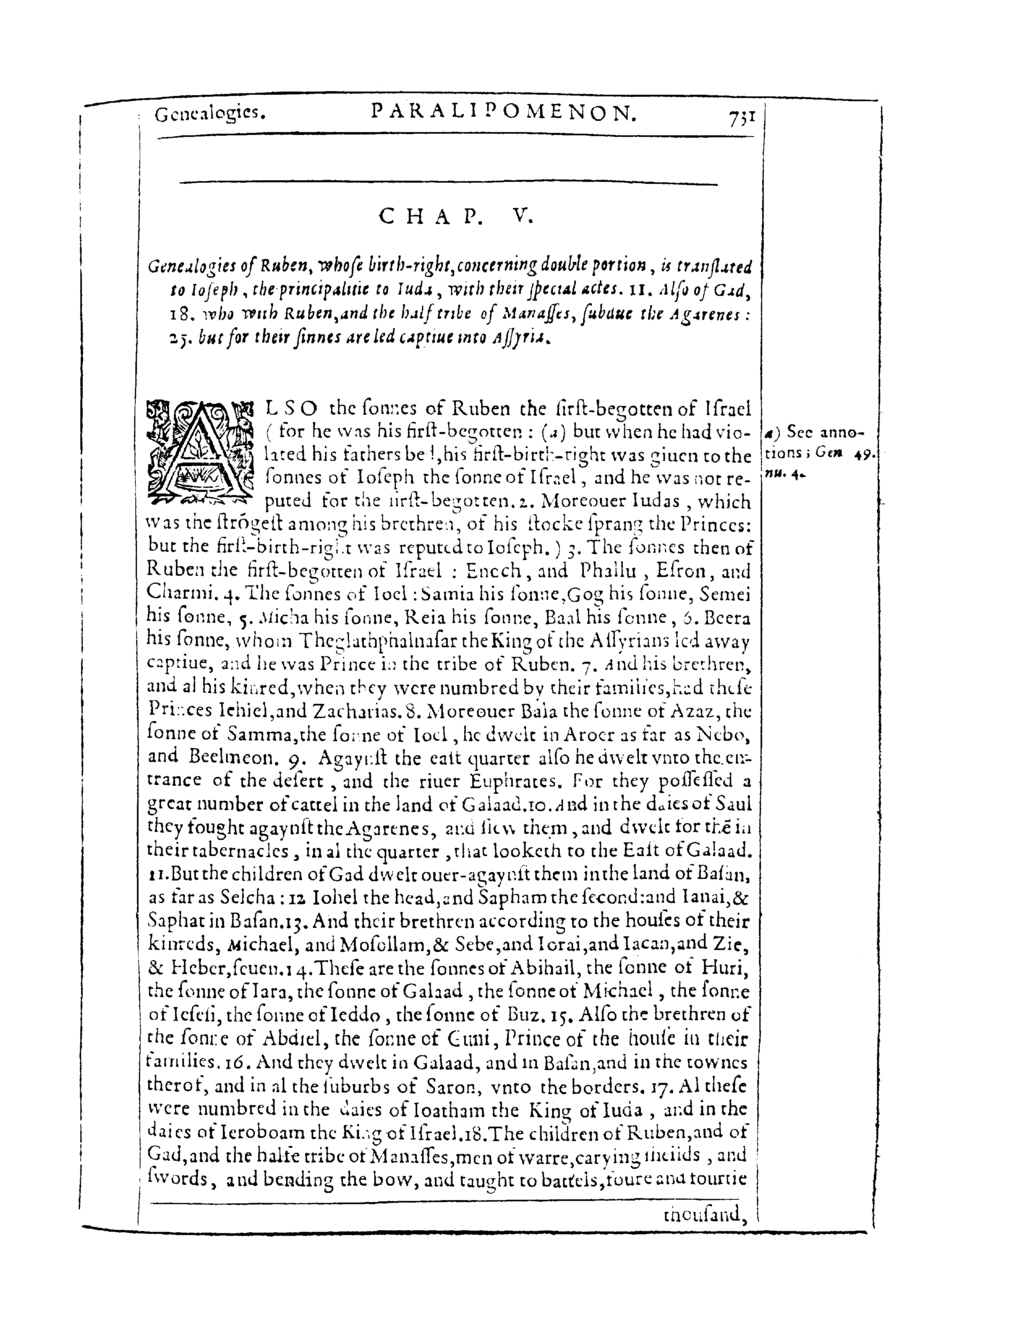 Genealogies. PARALIPOMENON. 731
CHAP. V.
Genealogies of Ruben, whoſe birth-right, concerning double portion, is tranſlated
to Ioſeph, the principalitie to Iuda, with their ſpecial actes. 11. Alſo of Gad,
18. who with Ruben, and the half tribe of Manaſſes, ſubdue the Agarenes:
25. but for their ſinnes are led captiue into Aſſyria.
ALSO the ſonnes of Ruben the firſt-begotten of Iſrael
( for he was his firſt-begotten : (a) but when he had vio-
lated his fathers bed, his firſt-birth-right was giuen to the
ſonnes of Ioſeph the ſonne of Iſrael, and he was not re-
puted for the firſt-begotten. 2. Moreouer Iudas, which
was the ſtrõgeſt among his brethren, of his ſtocke ſprang the Princes:
but the firſt-birth-right was reputed to Ioſeph. ) 3. The ſonnes then of
Ruben the firſt-begotten of Iſrael : Enoch, and Phallu, Eſron, and
Charmi. 4. The ſonnes of Ioel : Samia his ſonne, Gog his ſonne, Semei
his ſonne, 5. Micha his ſonne, Reia his ſonne, Baal his ſonne, 6. Beera
his ſonne, whom Theglathphalnaſar the King of the Aſſyrians led away
captiue, and he was Prince in the tribe of Ruben. 7. And his brethren,
and al his kinred, when they were numbred by their families, had theſe
Princes Iehiel, and Zacharias. 8. Moreouer Bala the ſonne of Azaz, the
ſonne of Samma, the ſonne of Ioel, he dwelt in Aroer as far as Nebo,
and Beelmeon. 9. Agaynſt the eaſt quarter alſo he dwelt vnto the en-
trance of the deſert, and the riuer Euphrates. For they poſſeſſed a
great number of cattel in the land of Galaad. 10. And in the daies of Saul
they fought agaynſt the Agarenes, and ſlew them, and dwelt for thẽ in
their tabernacles, in al the quarter, that looketh to the Eaſt of Galaad.
11. But the children of Gad dwelt ouer-agaynſt them in the land of Baſan,
as far as Selcha : 12 Iohel the head, and Sapham the ſecond: and Ianai, &
Saphat in Baſan. 13. And their brethren according to the houſes of their
kinreds, Michael, and Moſollam, & Sebe, and Iorai, and Iacan, and Zie,
& Heber, ſeuen. 14. Theſe are the ſonnes of Abihail, the ſonne of Huri,
the ſonne of Iara, the ſonne of Galaad, the ſonne of Michael, the ſonne
of Ieſeſi, the ſonne of Ieddo, the ſonne of Buz. 15. Alſo the brethren of
the ſonne of Abdiel, the ſonne of Guni, Prince of the houſe in their
families. 16. And they dwelt in Galaad, and in Baſan, and in the townes
therof, and in al the ſuburbs of Saron, vnto the borders. 17. Al theſe
were numbred in the daies of Ioatham the King of Iuda, and in the
daies of Ieroboam the King of Iſrael. 18. The children of Ruben, and of
Gad, and the halfe tribe of Manaſſes, men of warre, carying ſhields, and
ſwords, and bending the bow, and taught to battels, foure and fourtie
thouſand,
a) See anno-
tions; Gen 49.
nu. 4.